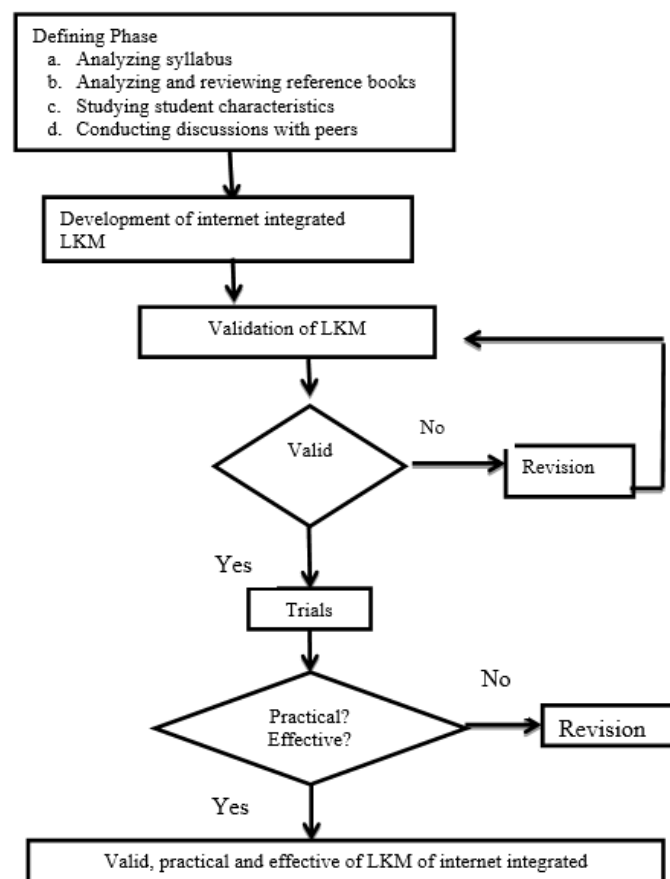 Defining Phase
a. Analyzing syllabus
b. Analyzing and reviewing reference books
c. Studying student characteristics
d. Conducting discussions with peers
Development of internet integrated
LKM
Validation of LKM
Valid
No
Revision
Yes
Trials
Practical?
Effective?
No
Revision
Yes
Valid, practical and effective of LKM of internet integrated